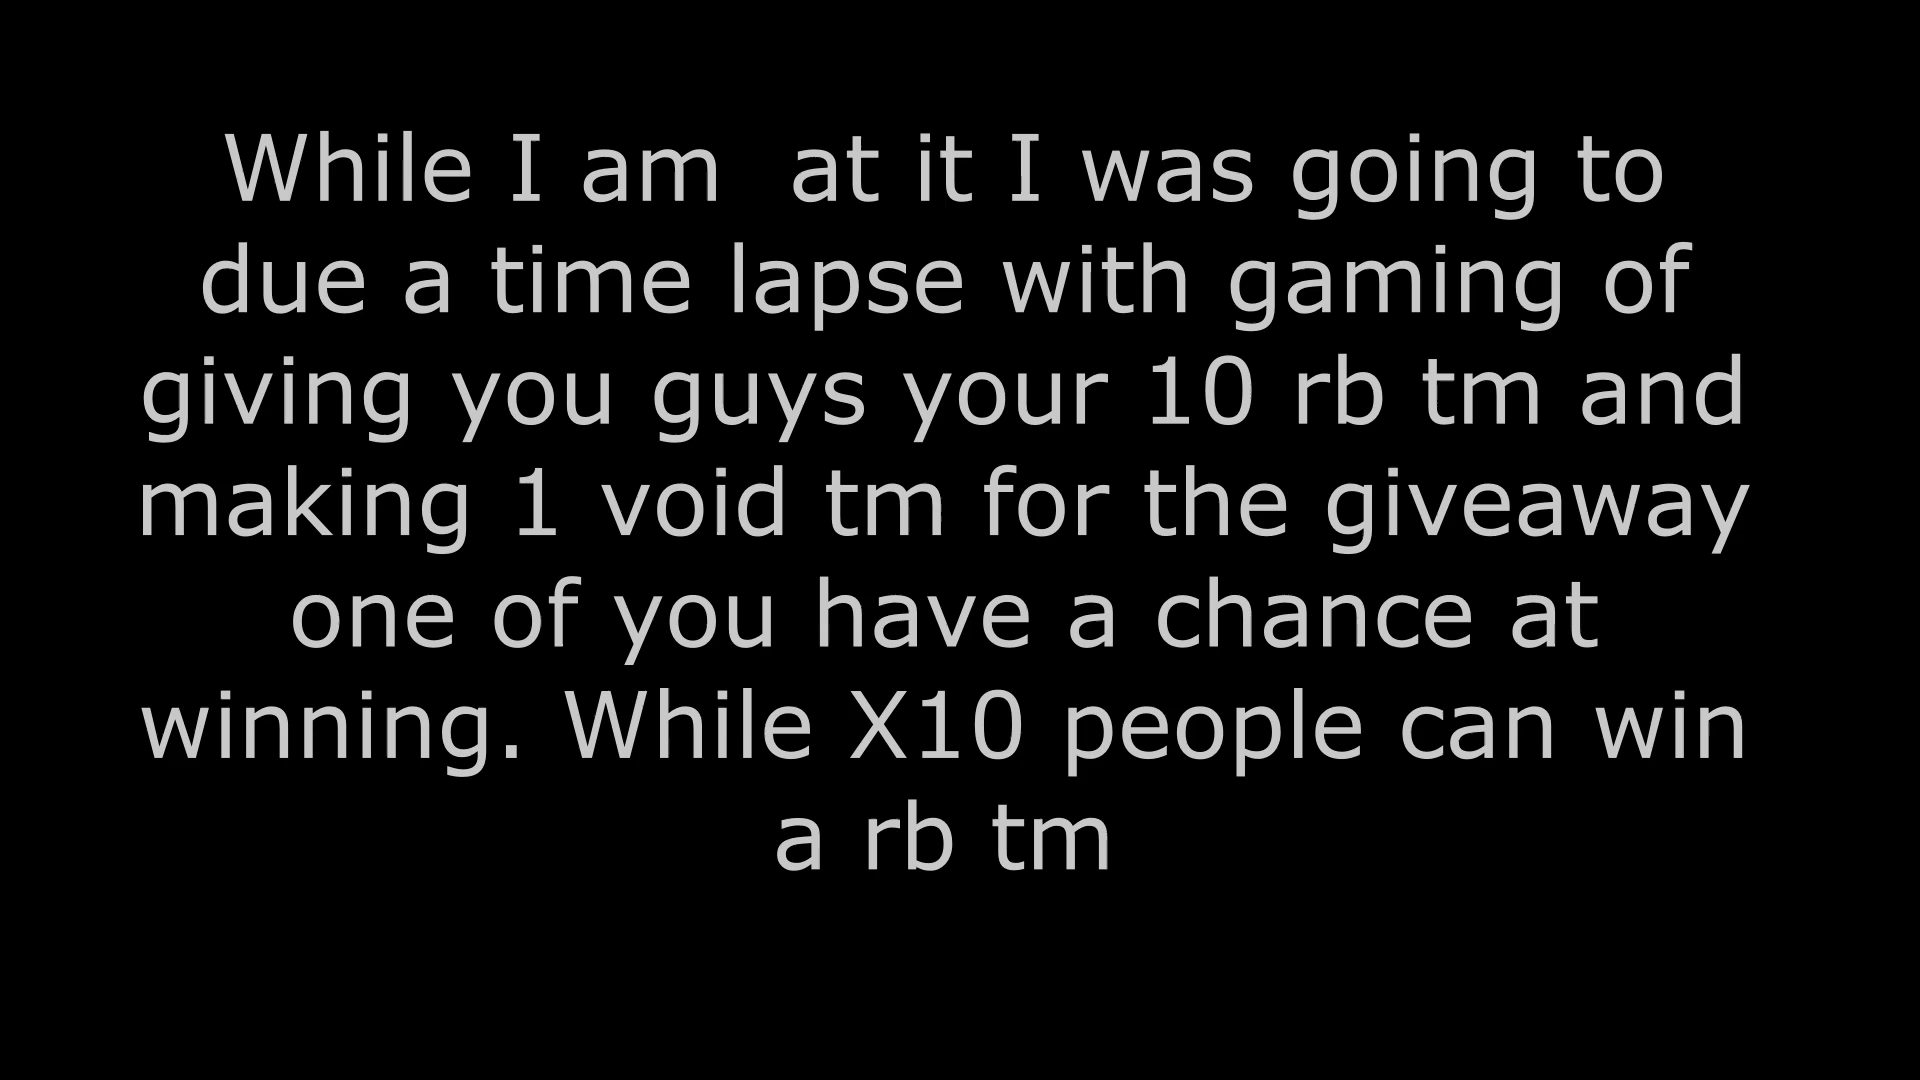 While I am  at it I was going to
due a time lapse with gaming of
giving you guys your 10 rb tm and
making 1 void tm for the giveaway
one of you have a chance at
winning. While X10 people can win
a rb tm